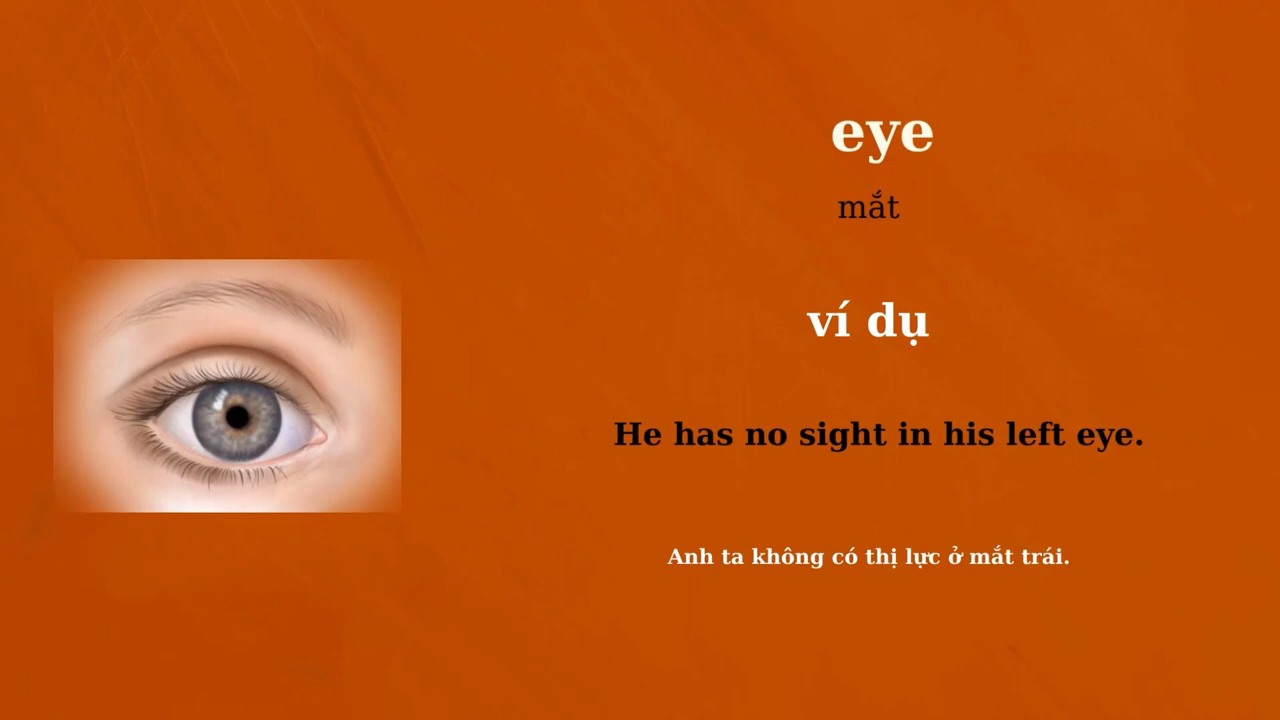 eye
mắt
ví dụ
He has no sight in his left eye.
Anh ta không có thị lực ở mắt trái.